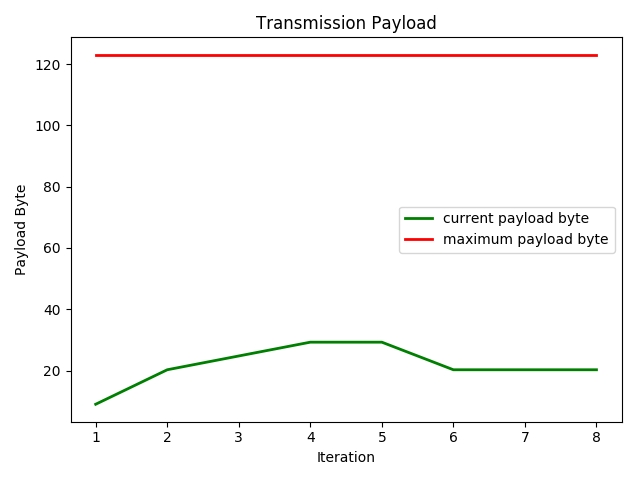 Transmission Payload
120
100
80
60
40
20
Payload Byte
current payload byte
maximum payload byte
1 2 3 4 5 6 7 8
Iteration